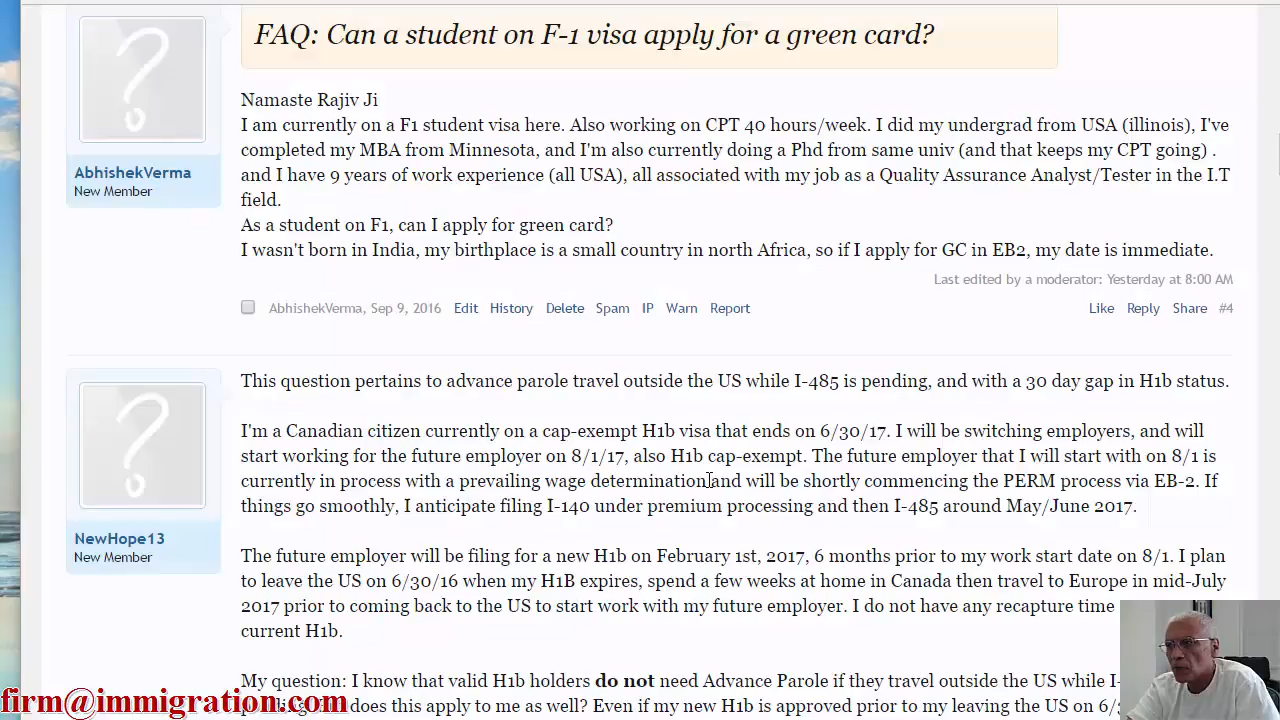 FAQ: Can a student on F-1 visa apply for a green card?
Namaste Rajiv Ji
I am currently on a F1 student visa here. Also working on CPT 40 hours/week. I did my undergrad from USA (illinois), I've
completed my MBA from Minnesota, and I'm also currently doing a Phd from same univ (and that keeps my CPT going) .
and I have 9 years of work experience (all USA), all associated with my job as a Quality Assurance Analyst/Tester in the I.T
field.
As a student on F1, can I apply for green card?
I wasn't born in India, my birthplace is a small country in north Africa, so if I apply for GC in EB2, my date is immediate.
AbhishekVerma
New Member
Last edited by a moderator: Yesterday at 8:00 AM
AbhishekVerma, Sep 9, 2016 Edit History Delete Spam IP Warn Report Like Reply Share #4
This question pertains to advance parole travel outside the US while I-485 is pending, and with a 30 day gap in H1b status.
I'm a Canadian citizen currently on a cap-exempt H1b visa that ends on 6/30/17. I will be switching employers, and will
start working for the future employer on 8/1/17, also H1b cap-exempt. The future employer that I will start with on 8/1 is
currently in process with a prevailing wage determination and will be shortly commencing the PERM process via EB-2. If
things go smoothly, I anticipate filing I-140 under premium processing and then I-485 around May/June 2017.
NewHope13
New Member
The future employer will be filing for a new H1b on February 1st, 2017, 6 months prior to my work start date on 8/1. I plan
to leave the US on 6/30/16 when my H1B expires, spend a few weeks at home in Canada then travel to Europe in mid-July
2017 prior to coming back to the US to start work with my future employer. I do not have any recapture time
current H1b.
My question: I know that valid H1b holders do not need Advance Parole if they travel outside the US while I-
does this apply to me as well? Even if my new H1b is approved prior to my leaving the US on 6/
firm@immigration.com